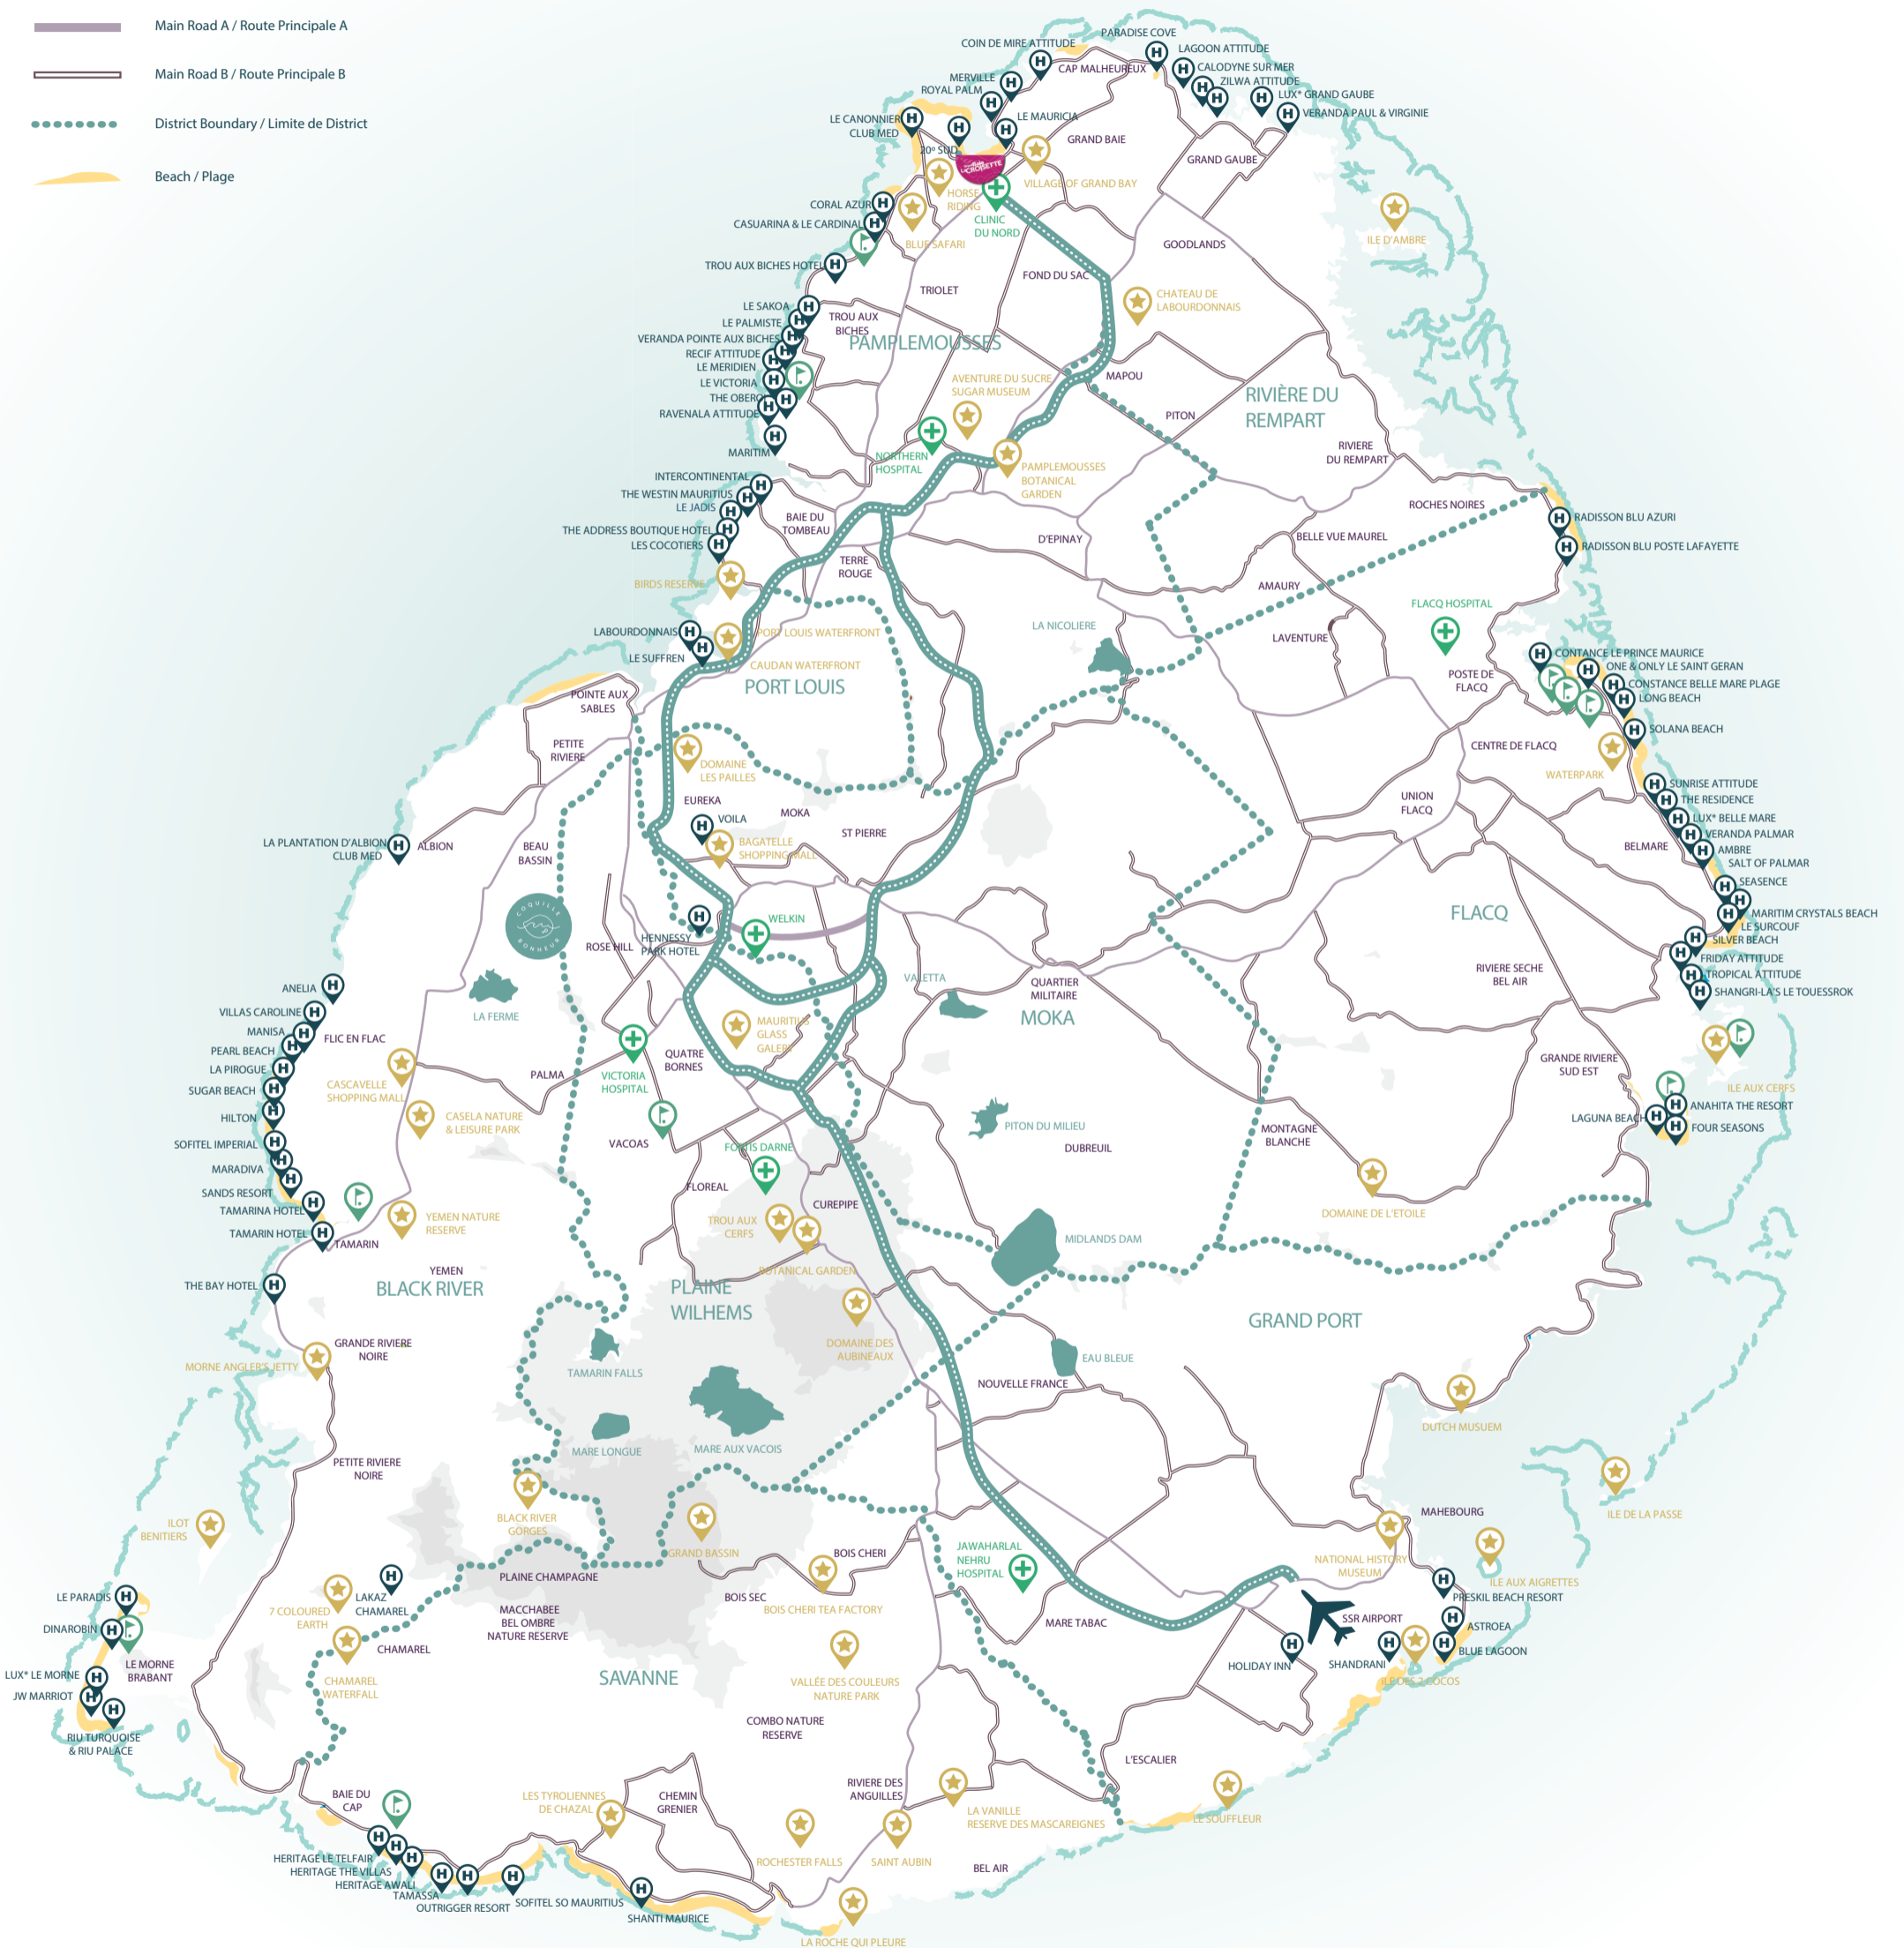 Main Road A / Route Principale A
Main Road B / Route Principale B
District Boundary / Limite de District
Beach / Plage
PARADISE COVE
COIN DE MIRE ATTITUDE
LAGOON ATTITUDE
CAP MALHEUREUX
CALODYNE SUR MER
MERVILLE
ZILWA ATTITUDE
ROYAL PALM
LUX* GRAND GAUBE
LE CANONNIER
CLUB MED
LE MAURICIA
VERANDA PAUL & VIRGINIE
GRAND BAIE
20º SUD
LA CROISETTE
GRAND GAUBE
VILLAGE OF GRAND BAY
HORSE
RIDING
CLINIC
DU NORD
CORAL AZUR
CASUARINA & LE CARDINAL
BLUE SAFARI
ILE D'AMBRE
GOODLANDS
TROU AUX BICHES HOTEL
FOND DU SAC
TRIOLET
CHATEAU DE
LABOURDONNAIS
LE SAKOA
LE PALMISTE
TROU AUX
BICHES
VERANDA POINTE AUX BICHES
PAMPLEMOUSSES
RECIF ATTITUDE
LE MERIDIEN
LE VICTORIA
AVENTURE DU SUCRE
SUGAR MUSEUM
MAPOU
RIVIÈRE DU
REMPART
THE OBEROI
RAVENALA ATTITUDE
PITON
MARITIM
NORTHERN
HOSPITAL
RIVIERE
DU REMPART
PAMPLEMOUSSES
BOTANICAL
GARDEN
INTERCONTINENTAL
THE WESTIN MAURITIUS
LE JADIS
BAIE DU
TOMBEAU
ROCHES NOIRES
RADISSON BLU AZURI
THE ADDRESS BOUTIQUE HOTEL
LES COCOTIERS
D'EPINAY
BELLE VUE MAUREL
RADISSON BLU POSTE LAFAYETTE
TERRE
ROUGE
BIRDS RESERVE
AMAURY
FLACQ HOSPITAL
LABOURDONNAIS
PORT LOUIS WATERFRONT
LA NICOLIERE
LAVENTURE
LE SUFFREN
CAUDAN WATERFRONT
CONTANCE LE PRINCE MAURICE
ONE & ONLY LE SAINT GERAN
PORT LOUIS
POSTE DE
FLACQ
CONSTANCE BELLE MARE PLAGE
LONG BEACH
POINTE AUX
SABLES
SOLANA BEACH
PETITE
RIVIERE
CENTRE DE FLACQ
DOMAINE
LES PAILLES
WATERPARK
SUNRISE ATTITUDE
EUREKA
UNION
FLACQ
THE RESIDENCE
MOKA
VOILA
LUX* BELLE MARE
ST PIERRE
VERANDA PALMAR
LA PLANTATION D'ALBION
CLUB MED
ALBION
BEAU
BASSIN
BAGATELLE
SHOPPING MALL
BELMARE
AMBRE
SALT OF PALMAR
SEASENCE
COQUILLE
BONHEUR
WELKIN
FLACQ
MARITIM CRYSTALS BEACH
LE SURCOUF
ROSE HILL
HENNESSY
PARK HOTEL
SILVER BEACH
FRIDAY ATTITUDE
VALETTA
QUARTIER
MILITAIRE
RIVIERE SECHE
BEL AIR
TROPICAL ATTITUDE
ANELIA
SHANGRI-LA'S LE TOUESSROK
LA FERME
VILLAS CAROLINE
MAURITIUS
GLASS
GALERY
MOKA
MANISA
FLIC EN FLAC
PEARL BEACH
QUATRE
BORNES
GRANDE RIVIERE
SUD EST
LA PIROGUE
PALMA
VICTORIA
HOSPITAL
CASCAVELLE
SHOPPING MALL
ILE AUX CERFS
SUGAR BEACH
HILTON
CASELA NATURE
& LEISURE PARK
ANAHITA THE RESORT
LAGUNA BEACH
PITON DU MILIEU
MONTAGNE
BLANCHE
FOUR SEASONS
SOFITEL IMPERIAL
VACOAS
FORTIS DARNE
DUBREUIL
MARADIVA
FLOREAL
SANDS RESORT
CUREPIPE
TAMARINA HOTEL
YEMEN NATURE
RESERVE
TROU AUX
CERFS
DOMAINE DE L'ETOILE
TAMARIN HOTEL
TAMARIN
MIDLANDS DAM
YEMEN
BOTANICAL GARDEN
THE BAY HOTEL
BLACK RIVER
PLAINE
WILHEMS
GRAND PORT
GRANDE RIVIERE
NOIRE
DOMAINE DES
AUBINEAUX
MORNE ANGLER'S JETTY
TAMARIN FALLS
EAU BLEUE
NOUVELLE FRANCE
DUTCH MUSUEM
MARE LONGUE
MARE AUX VACOIS
PETITE RIVIERE
NOIRE
BLACK RIVER
GORGES
MAHEBOURG
ILE DE LA PASSE
ILOT
BENITIERS
GRAND BASSIN
BOIS CHERI
JAWAHARLAL
NEHRU
HOSPITAL
NATIONAL HISTORY
MUSEUM
PLAINE CHAMPAGNE
ILE AUX AIGRETTES
LE PARADIS
LAKAZ
CHAMAREL
BOIS SEC
PRESKIL BEACH RESORT
7 COLOURED
EARTH
MACCHABEE
BEL OMBRE
NATURE RESERVE
BOIS CHERI TEA FACTORY
MARE TABAC
SSR AIRPORT
DINAROBIN
ASTROEA
CHAMAREL
BLUE LAGOON
LE MORNE
BRABANT
HOLIDAY INN
SHANDRANI
LUX* LE MORNE
CHAMAREL
WATERFALL
SAVANNE
VALLÉE DES COULEURS
NATURE PARK
ILE DES 2 COCOS
JW MARRIOT
COMBO NATURE
RESERVE
RIU TURQUOISE
& RIU PALACE
L'ESCALIER
BAIE DU
CAP
LES TYROLIENNES
DE CHAZAL
CHEMIN
GRENIER
RIVIERE DES
ANGUILLES
LA VANILLE
RESERVE DES MASCAREIGNES
LE SOUFFLEUR
HERITAGE LE TELFAIR
HERITAGE THE VILLAS
HERITAGE AWALI
ROCHESTER FALLS
SAINT AUBIN
BEL AIR
TAMASSA
OUTRIGGER RESORT
SOFITEL SO MAURITIUS
SHANTI MAURICE
LA ROCHE QUI PLEURE